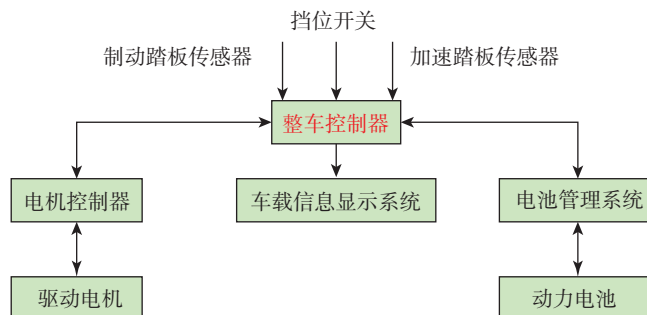 挡位开关
制动踏板传感器
加速踏板传感器
整车控制器
电机控制器
车载信息显示系统
电池管理系统
驱动电机
动力电池